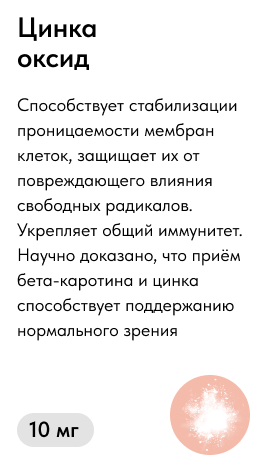 Цинка
оксид
Способствует стабилизации
проницаемости мембран
клеток, защищает их от
повреждающего влияния
свободных радикалов.
Укрепляет общий иммунитет.
Научно доказано, что приём
бета-каротина и цинка
способствует поддержанию
нормального зрения
10 мг